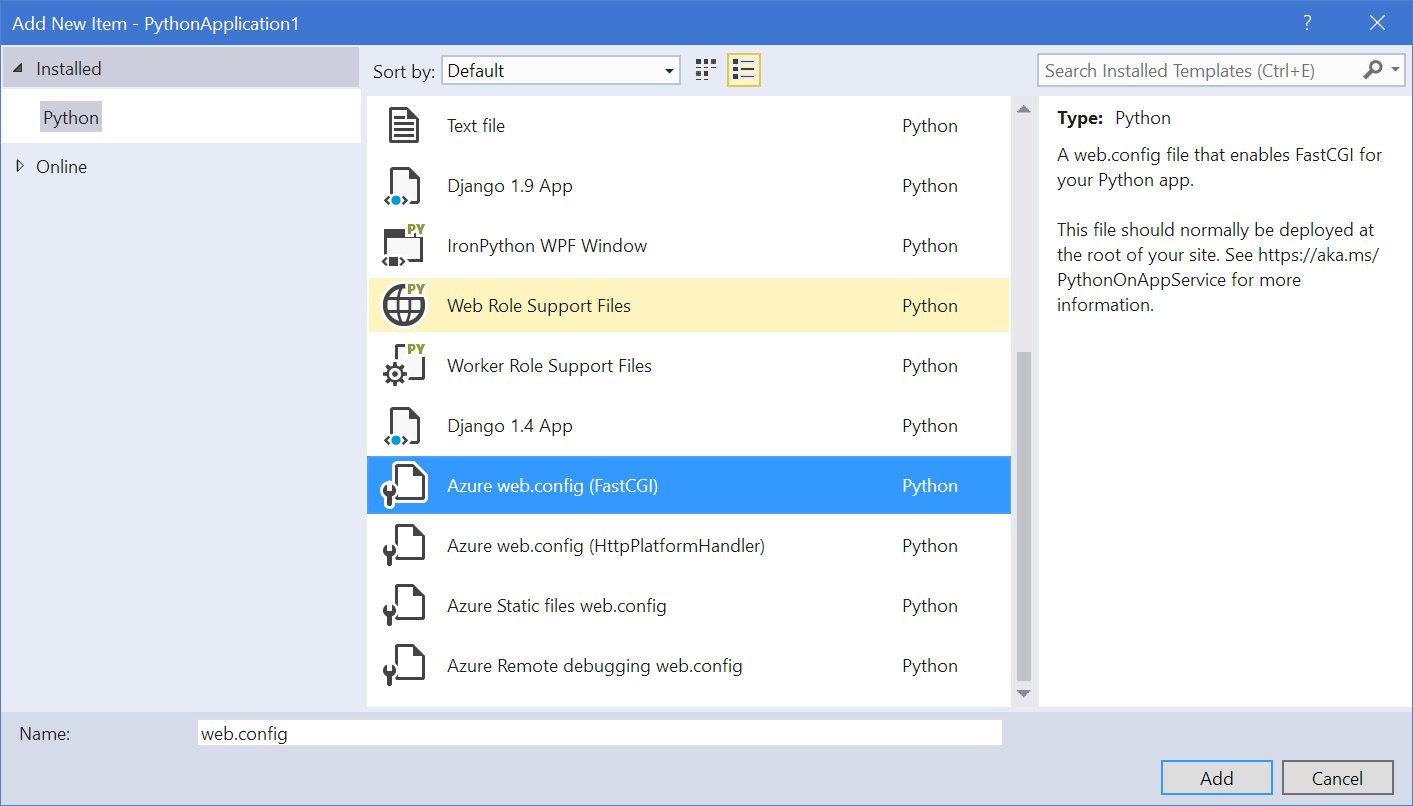 Add New Item - PythonApplication1
?
Installed
Python
Online
Sort by: Default
Search Installed Templates (Ctrl+E)
Text file Python
Django 1.9 App Python
PY
IronPython WPF Window Python
PY
Web Role Support Files Python
PY
Worker Role Support Files Python
Django 1.4 App Python
Azure web.config (FastCGI) Python
Azure web.config (HttpPlatformHandler) Python
Azure Static files web.config Python
Azure Remote debugging web.config Python
Type: Python
A web.config file that enables FastCGI for
your Python app.
This file should normally be deployed at
the root of your site. See https://aka.ms/
PythonOnAppService for more
information.
Name: web.config
Add
Cancel